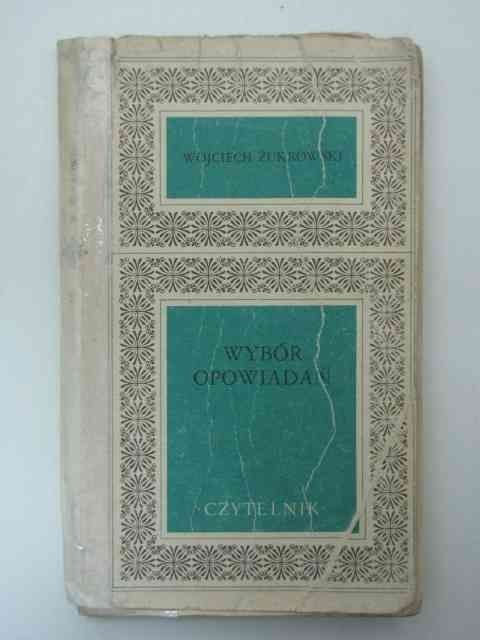 WOJCIECH ŻUKROWSKI
WYBÓR
OPOWIADAŃ
·CZYTELNIK·